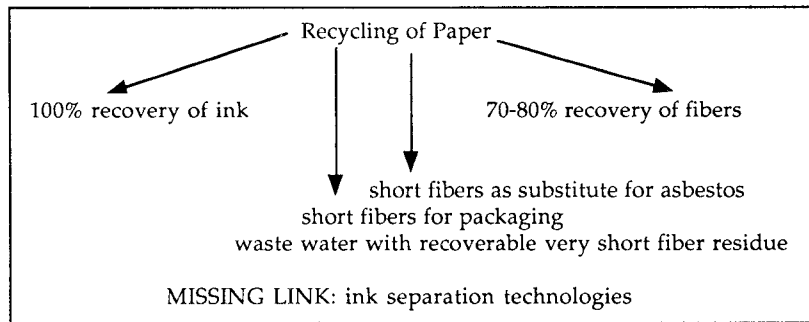 Recycling of Paper
100% recovery of ink
70-80% recovery of fibers
short fibers as substitute for asbestos
short fibers for packaging
waste water with recoverable very short fiber residue
MISSING LINK: ink separation technologies